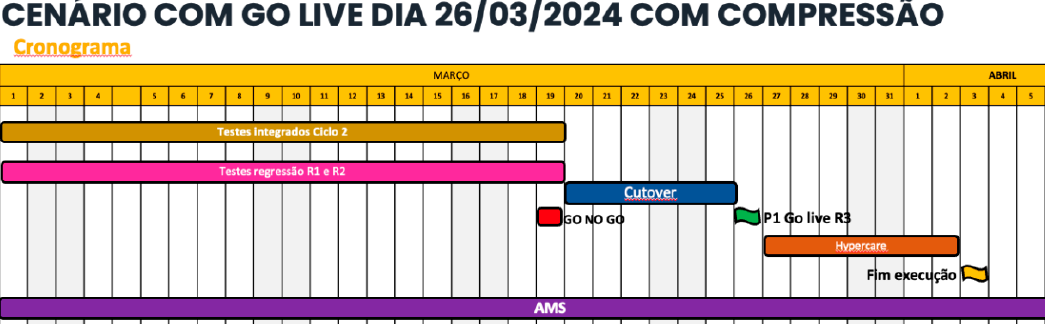 CENÁRIO COM GO LIVE DIA 26/03/2024 COM COMPRESSÃO
Cronograma
MARÇO ABRIL
1 2 3 4 5 6 7 8 9 10 11 12 13 14 15 16 17 18 19 20 21 22 23 24 25 26 27 28 29 30 31 1 2 3 4 5
Testes integrados Ciclo 2
Testes regressão R1 e R2
Cutover
GO NO GO P1 Go live R3
Hypercare
Fim execução
AMS